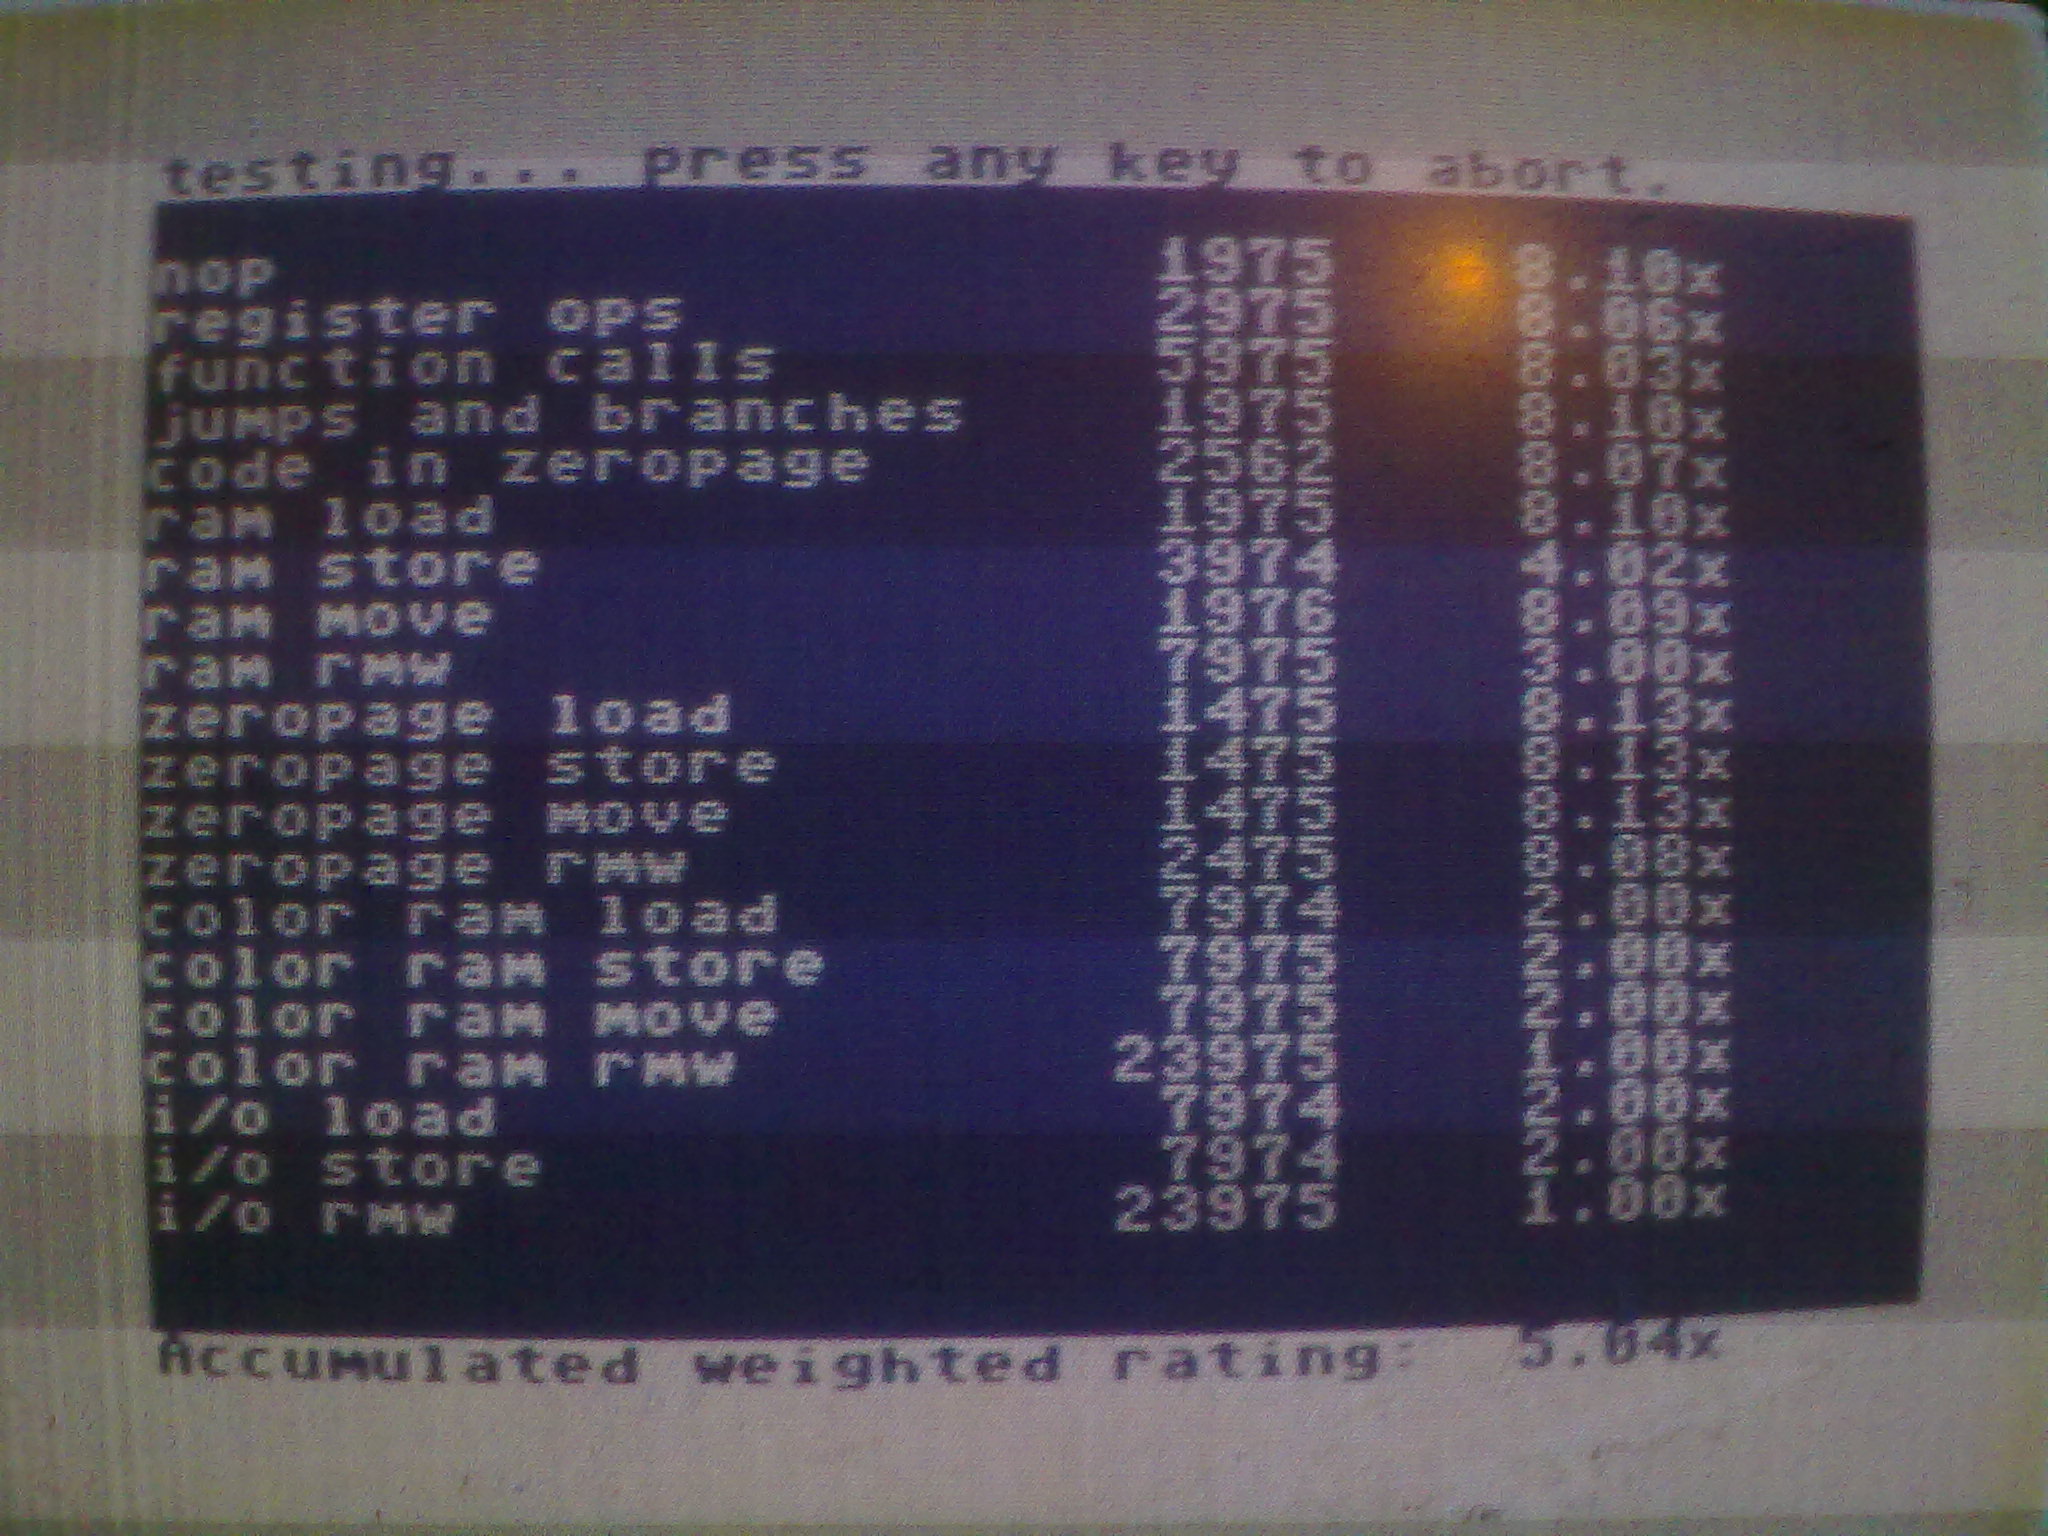 testing... press any key to abort.
nop 1975 8.10x
register ops 2975 8.06x
function calls 5975 8.03x
jumps and branches 1975 8.10x
code in zeropage 2562 8.07x
ram load 1975 8.10x
ram store 3974 4.02x
ram move 1976 8.09x
ram rmw 7975 3.00x
zeropage load 1475 8.13x
zeropage store 1475 8.13x
zeropage move 1475 8.13x
zeropage rmw 2475 8.08x
color ram load 7974 2.00x
color ram store 7975 2.00x
color ram move 7975 2.00x
color ram rmw 23975 1.00x
i/o load 7974 2.00x
i/o store 7974 2.00x
i/o rmw 23975 1.00x
Accumulated weighted rating: 5.04x